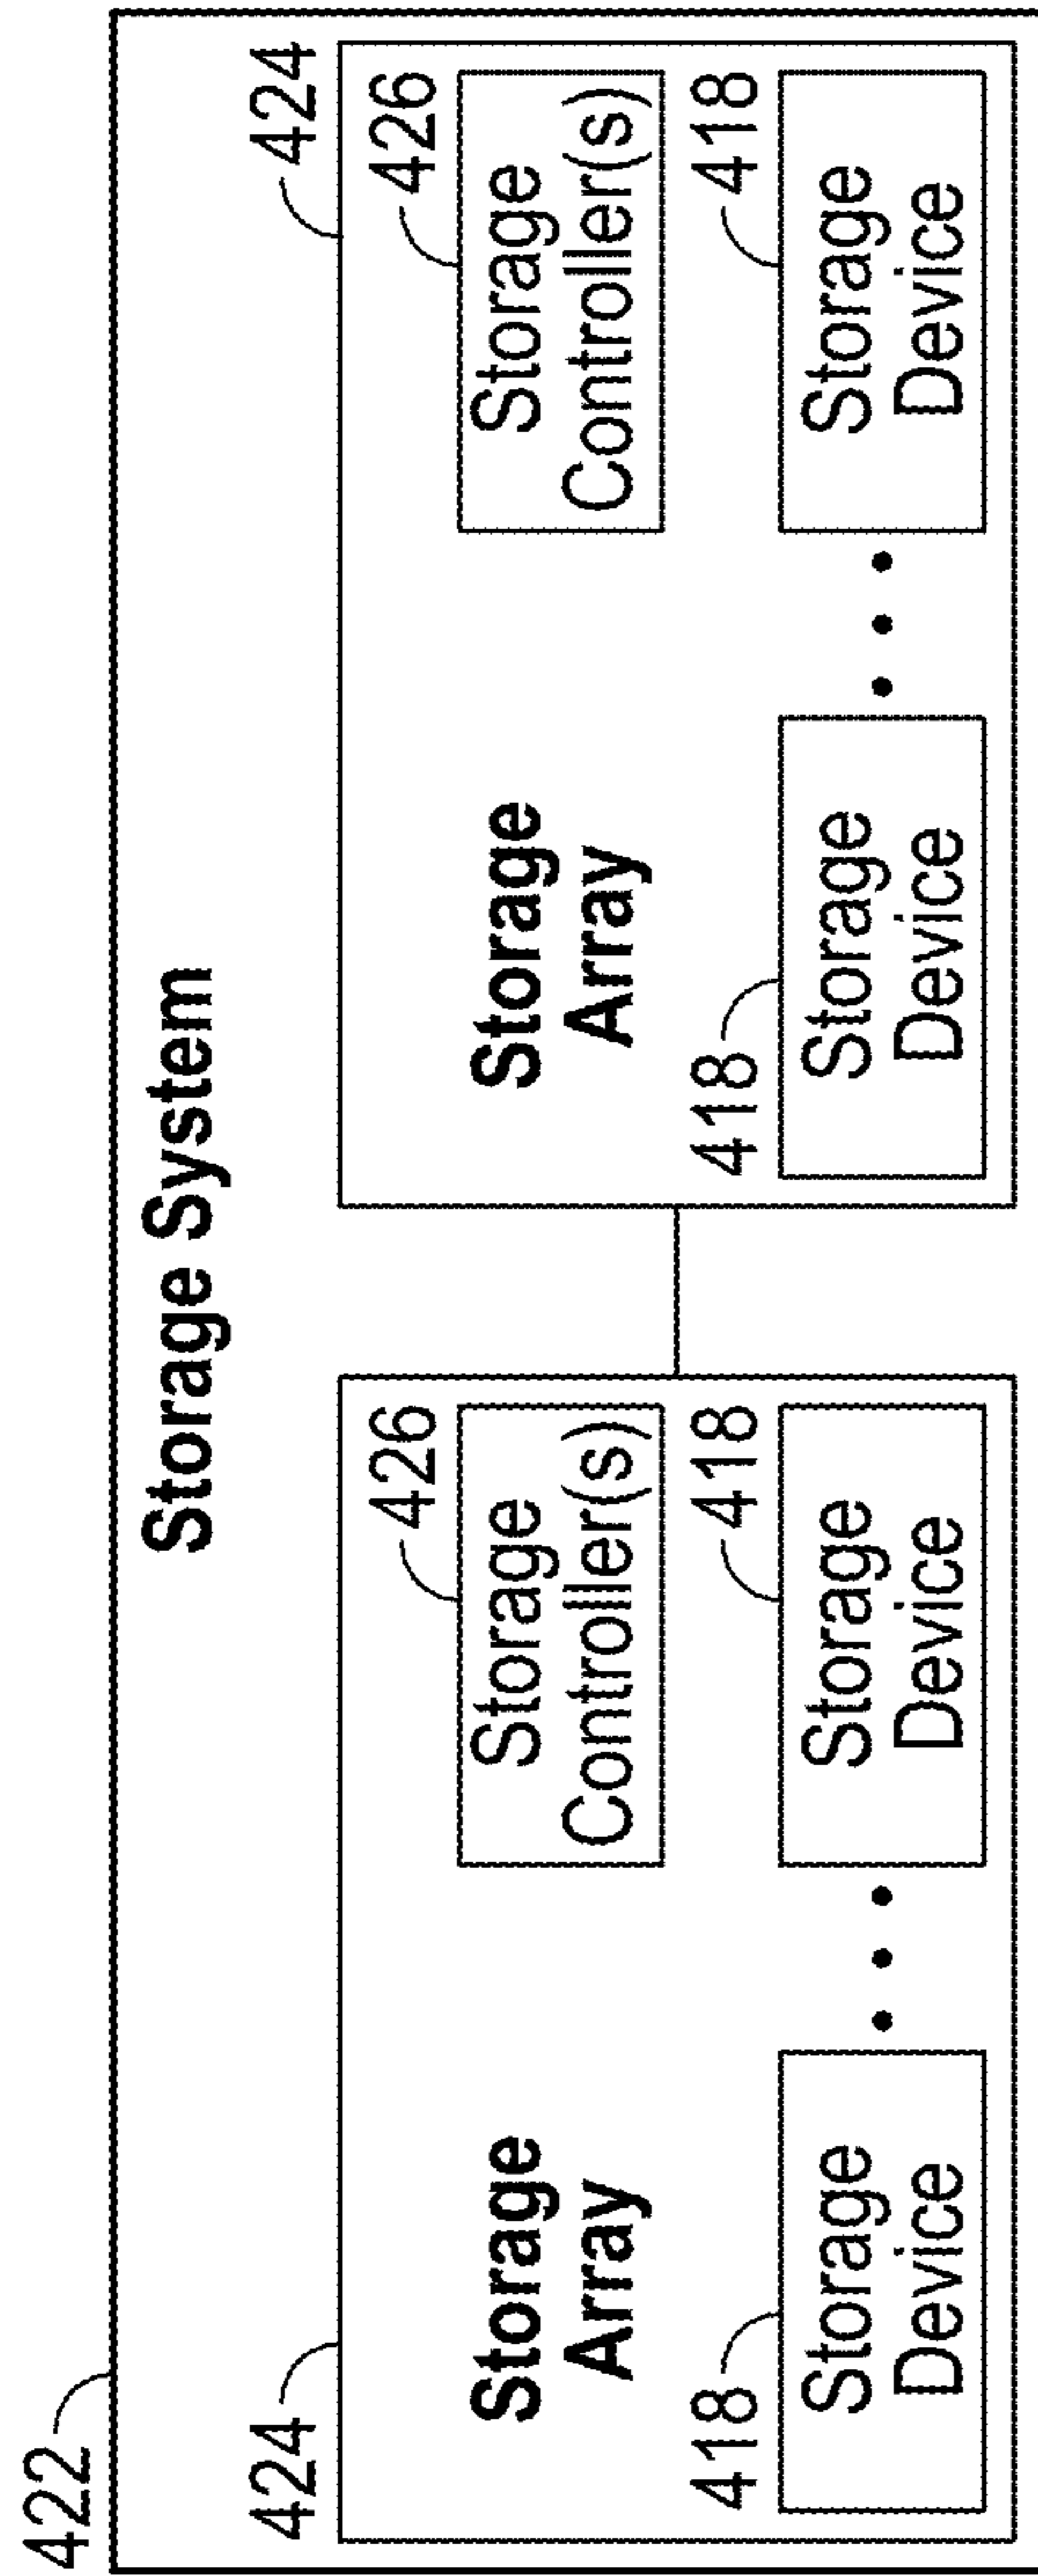 422
Storage System
424
424
Storage
Array
426
Storage
Controller(s)
418
Storage
Device
418
Storage
Device
Storage
Array
426
Storage
Controller(s)
418
Storage
Device
418
Storage
Device